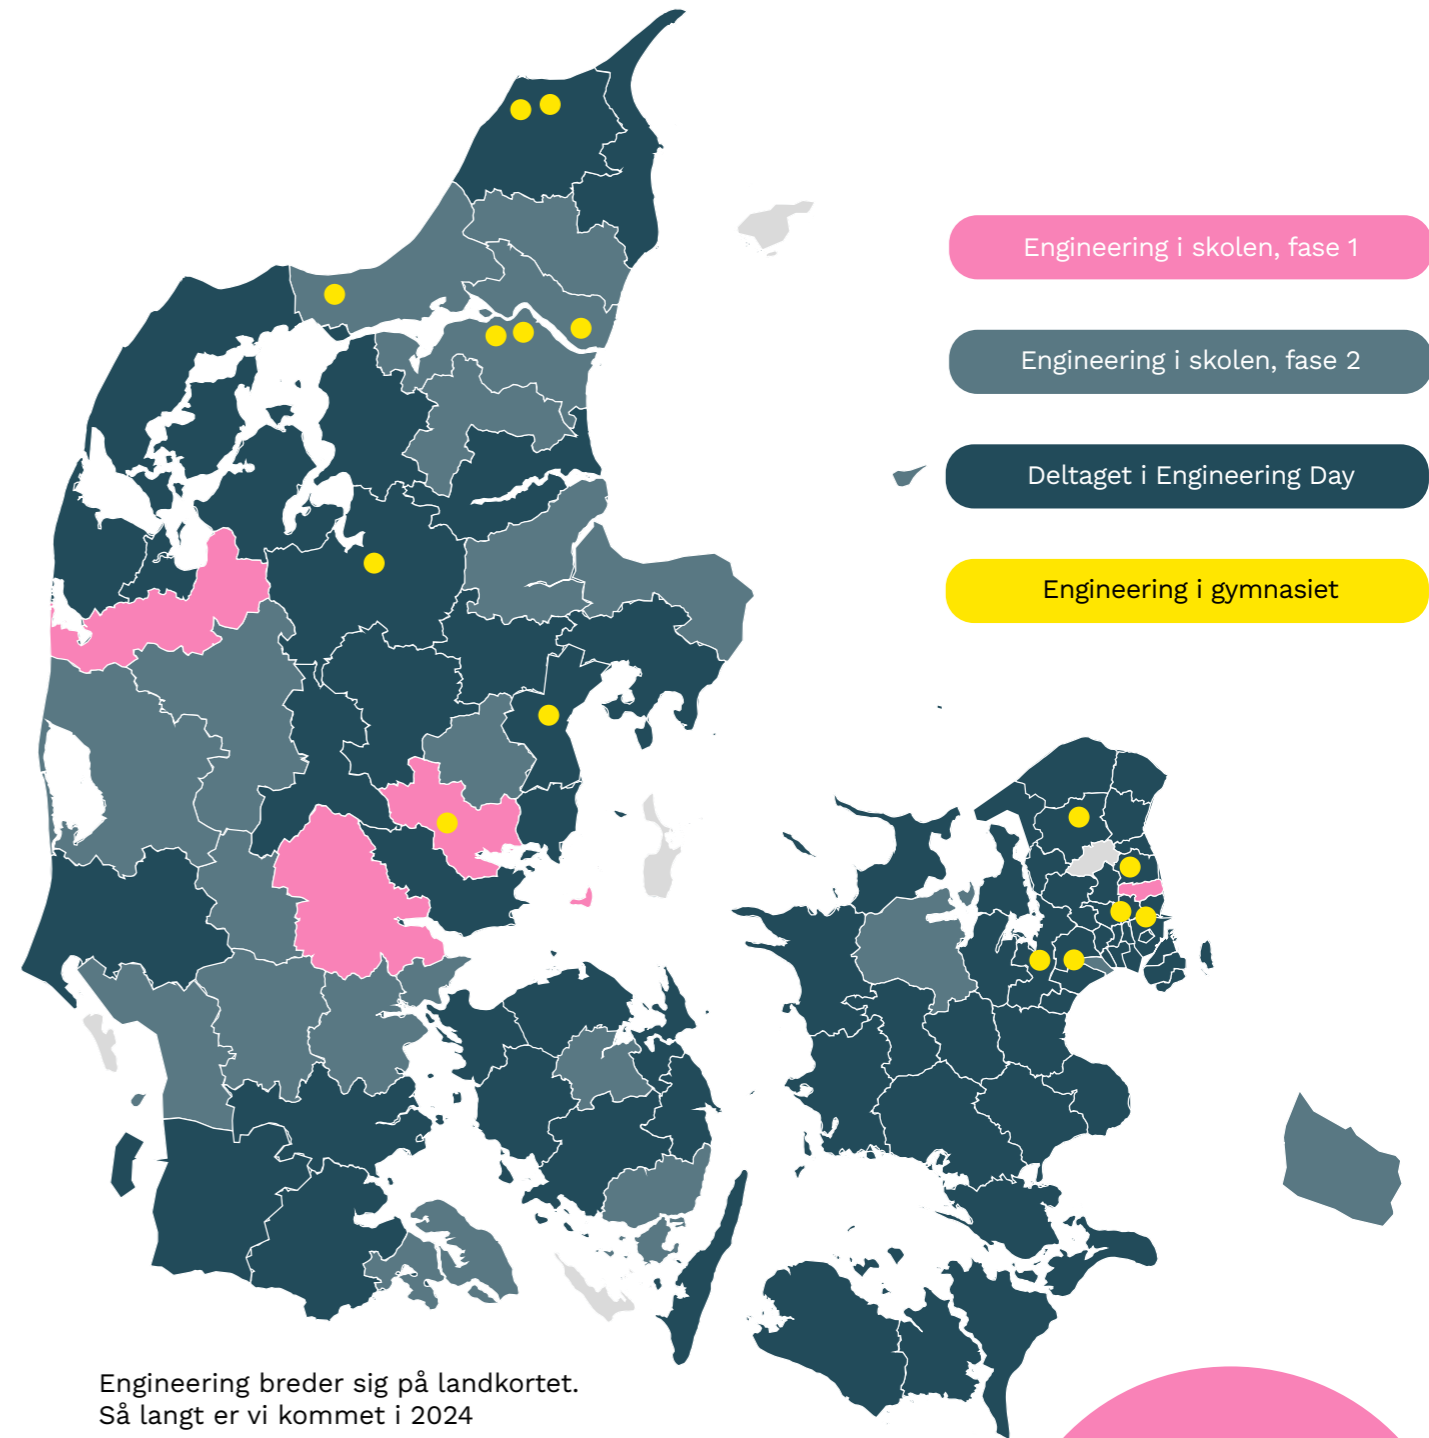 Engineering i skolen, fase 1
Engineering i skolen, fase 2
Deltaget i Engineering Day
Engineering i gymnasiet
Engineering breder sig på landkortet.
Så langt er vi kommet i 2024